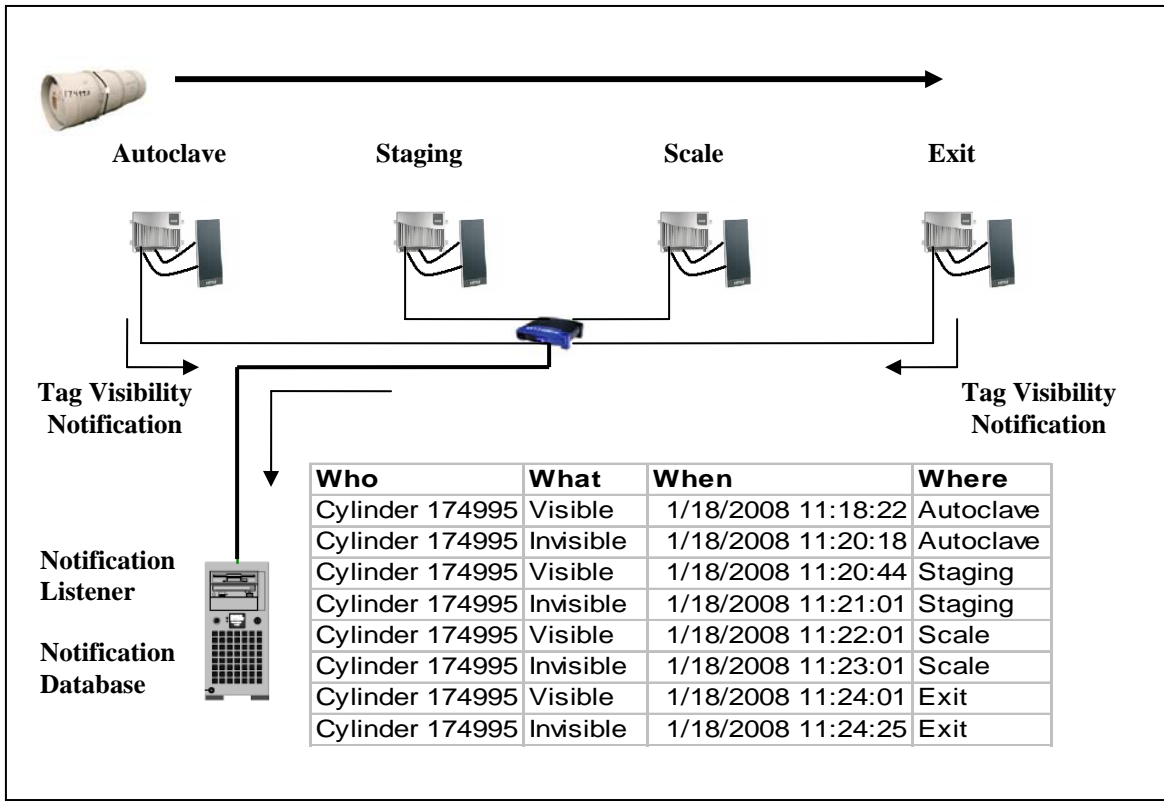 Autoclave Staging Scale Exit
Tag Visibility
Notification
Tag Visibility
Notification
Notification
Listener
Notification
Database
Who What When Where
Cylinder 174995 Visible 1/18/2008 11:18:22 Autoclave
Cylinder 174995 Invisible 1/18/2008 11:20:18 Autoclave
Cylinder 174995 Visible 1/18/2008 11:20:44 Staging
Cylinder 174995 Invisible 1/18/2008 11:21:01 Staging
Cylinder 174995 Visible 1/18/2008 11:22:01 Scale
Cylinder 174995 Invisible 1/18/2008 11:23:01 Scale
Cylinder 174995 Visible 1/18/2008 11:24:01 Exit
Cylinder 174995 Invisible 1/18/2008 11:24:25 Exit